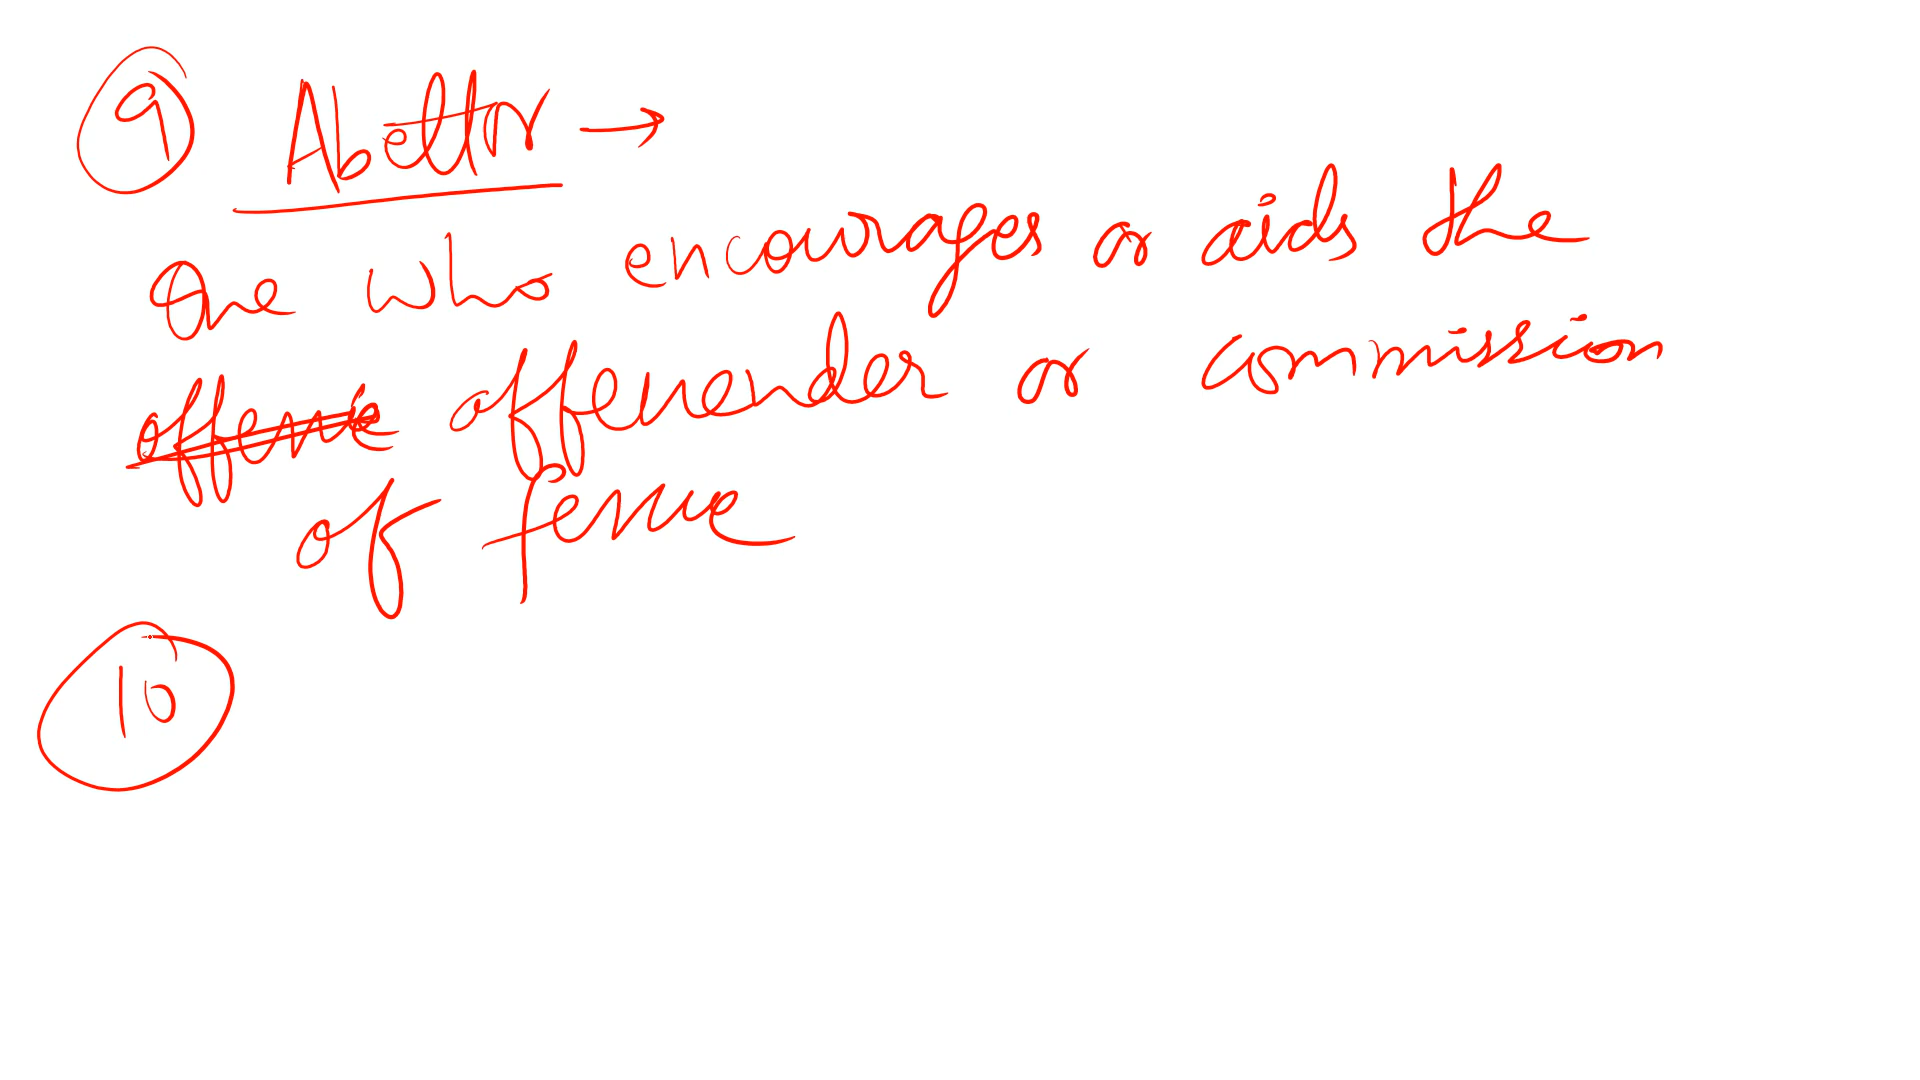 9 Abettor →
One who encourages or aids the
offence offenender or commission
of fence
10